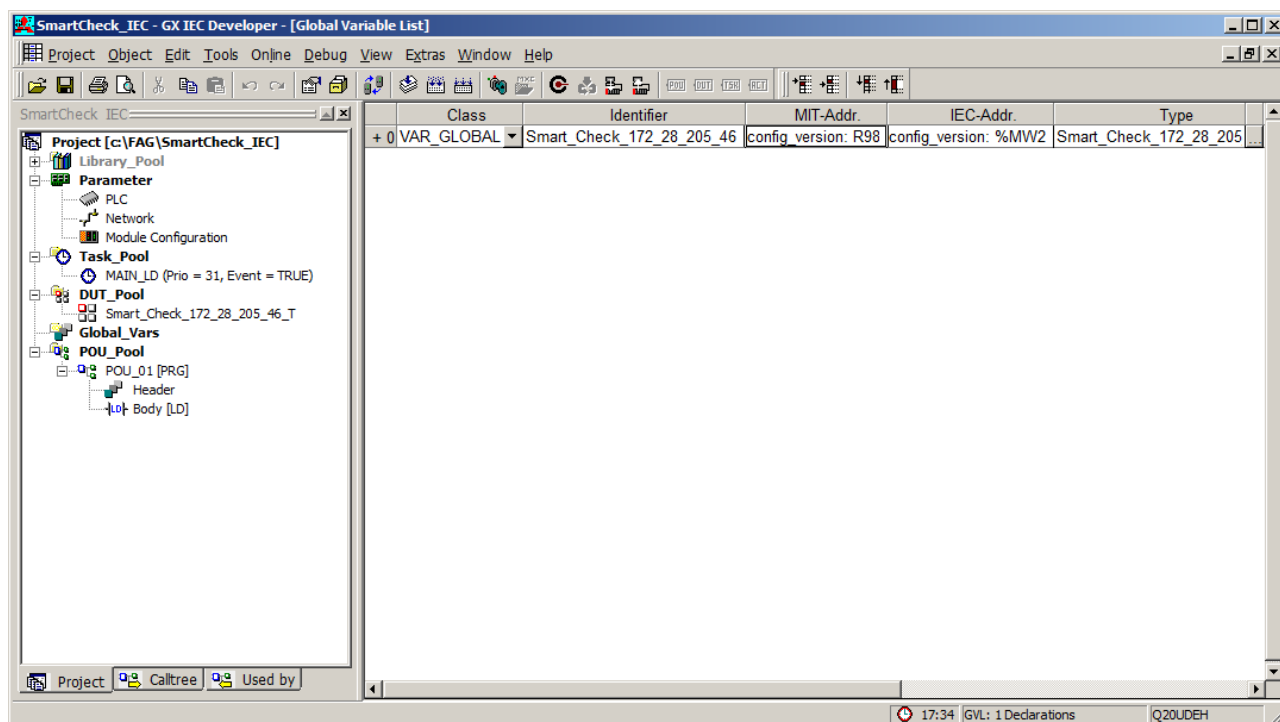 SmartCheck_IEC - GX IEC Developer - [Global Variable List]
Project Object Edit Tools Online Debug View Extras Window Help
SmartCheck IEC
Project [c:\FAG\SmartCheck_IEC]
Library_Pool
Parameter
PLC
Network
Module Configuration
Task_Pool
MAIN_LD (Prio = 31, Event = TRUE)
DUT_Pool
Smart_Check_172_28_205_46_T
Global_Vars
POU_Pool
POU_01 [PRG]
Header
LD Body [LD]
Project Calltree Used by
Class Identifier MIT-Addr. IEC-Addr. Type
+ 0 VAR_GLOBAL Smart_Check_172_28_205_46 config_version: R98 config_version: %MW2 Smart_Check_172_28_205 ...
17:34 GVL: 1 Declarations Q20UDEH